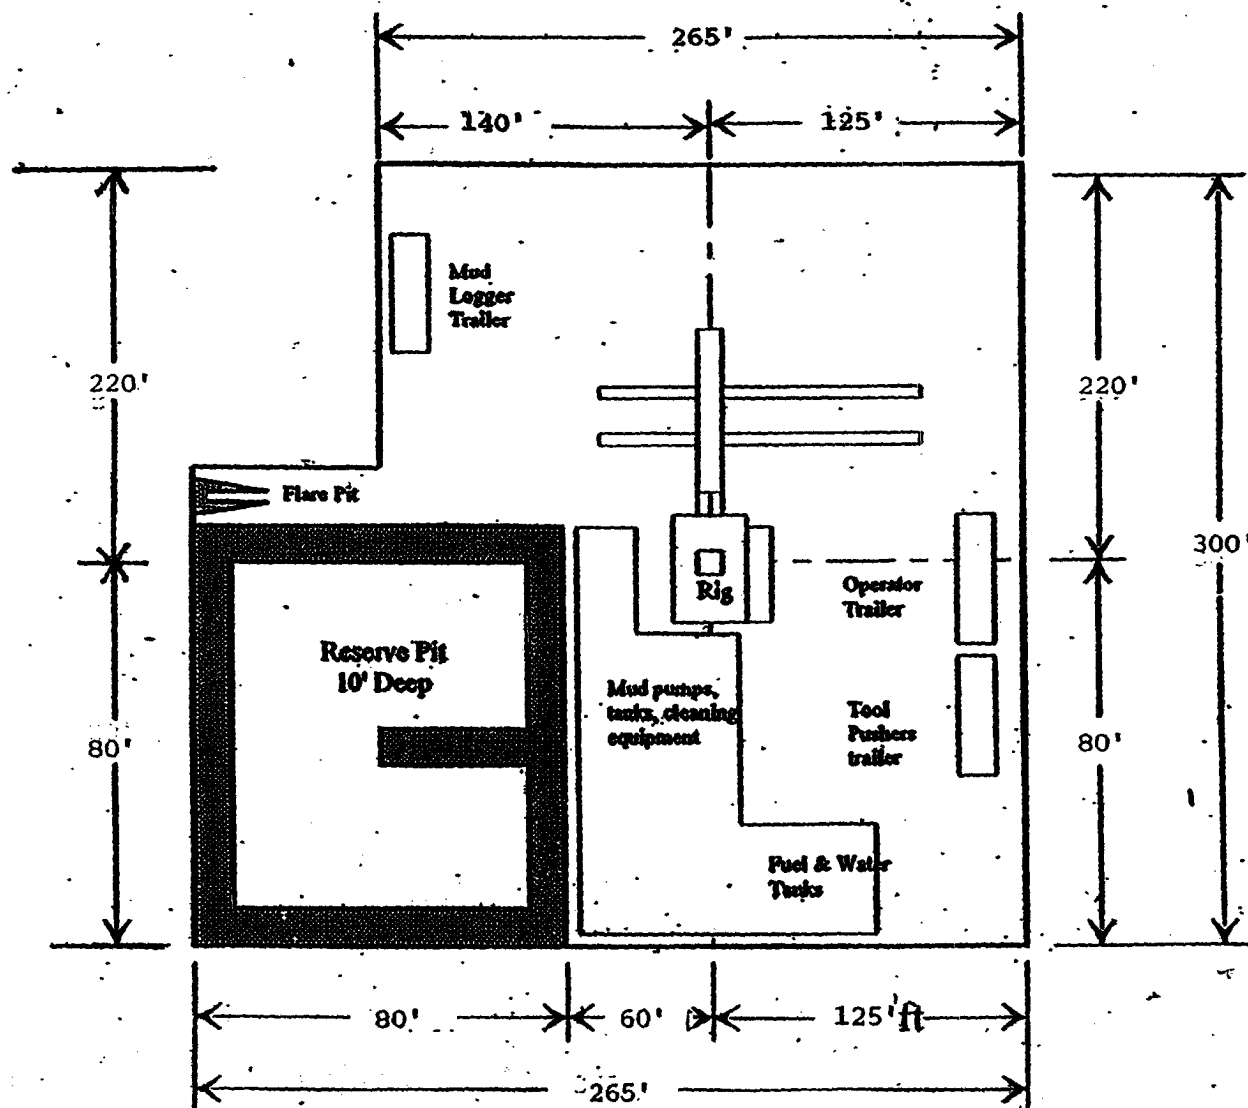 265'
140'
125'
Mud
Logger
Trailer
220'
220'
Flare Pit
300'
Rig
Operator
Trailer
Reserve Pit
10' Deep
Mud pumps,
tanks, cleaning
equipment
Tool
Pushers
trailer
80'
80'
Fuel & Water
Tanks
80'
60'
125'ft
265'